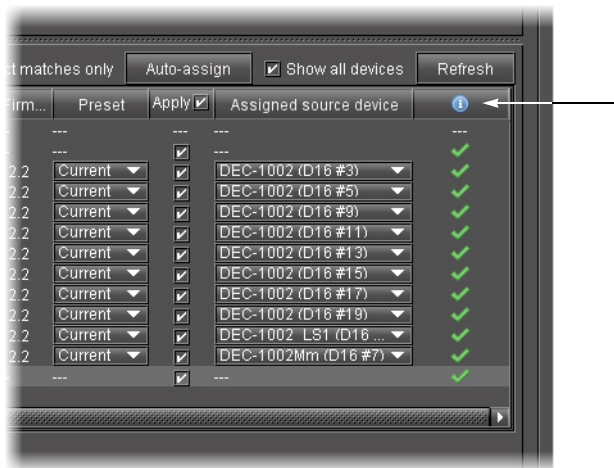 ct matches only Auto-assign Show all devices Refresh
Firm... Preset Apply Assigned source device
-- --- --- --- ---
-- --- ---
2.2 Current DEC-1002 (D16 #3)
2.2 Current DEC-1002 (D16 #5)
2.2 Current DEC-1002 (D16 #9)
2.2 Current DEC-1002 (D16 #11)
2.2 Current DEC-1002 (D16 #13)
2.2 Current DEC-1002 (D16 #15)
2.2 Current DEC-1002 (D16 #17)
2.2 Current DEC-1002 (D16 #19)
2.2 Current DEC-1002_LS1 (D16 ...
2.2 Current DEC-1002Mm (D16 #7)
-- --- ---